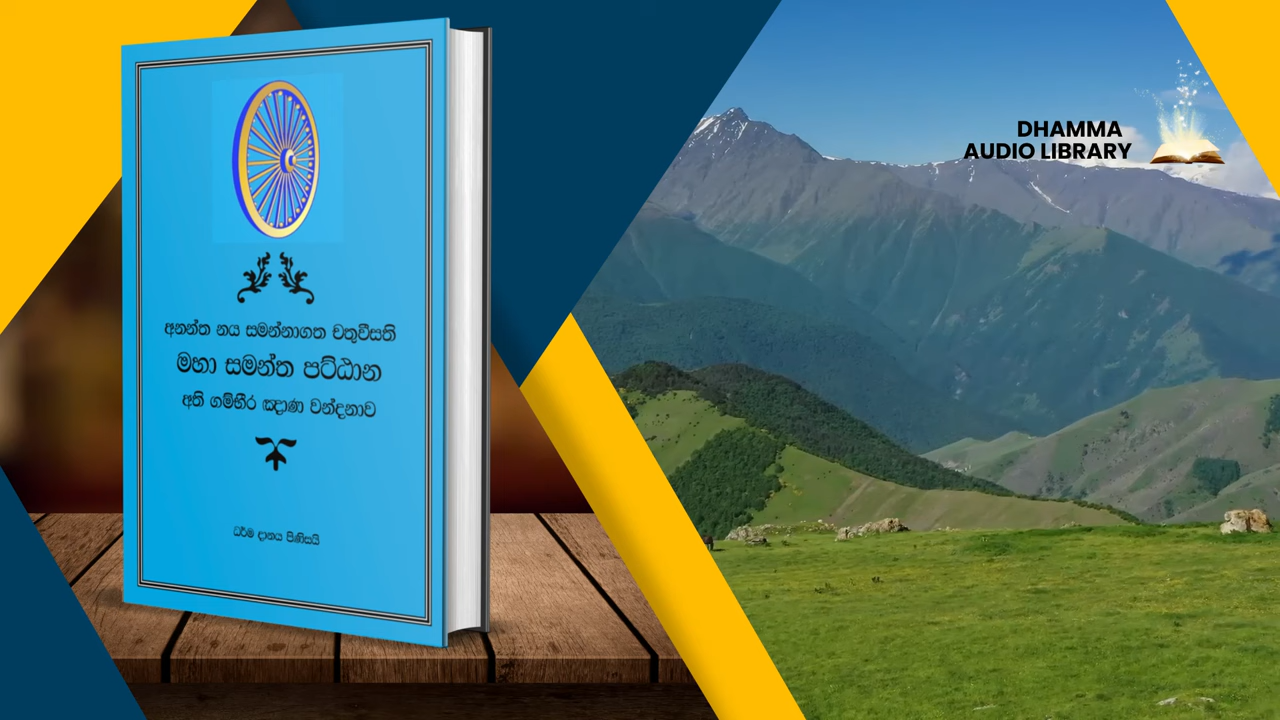 අනන්ත නය සමන්නාගත චතුවීසති
මහා සමන්ත පට්ඨාන
අති ගම්භීර ඤාණ වන්දනාව
ධර්ම දානය පිණිසයි
DHAMMA
AUDIO LIBRARY